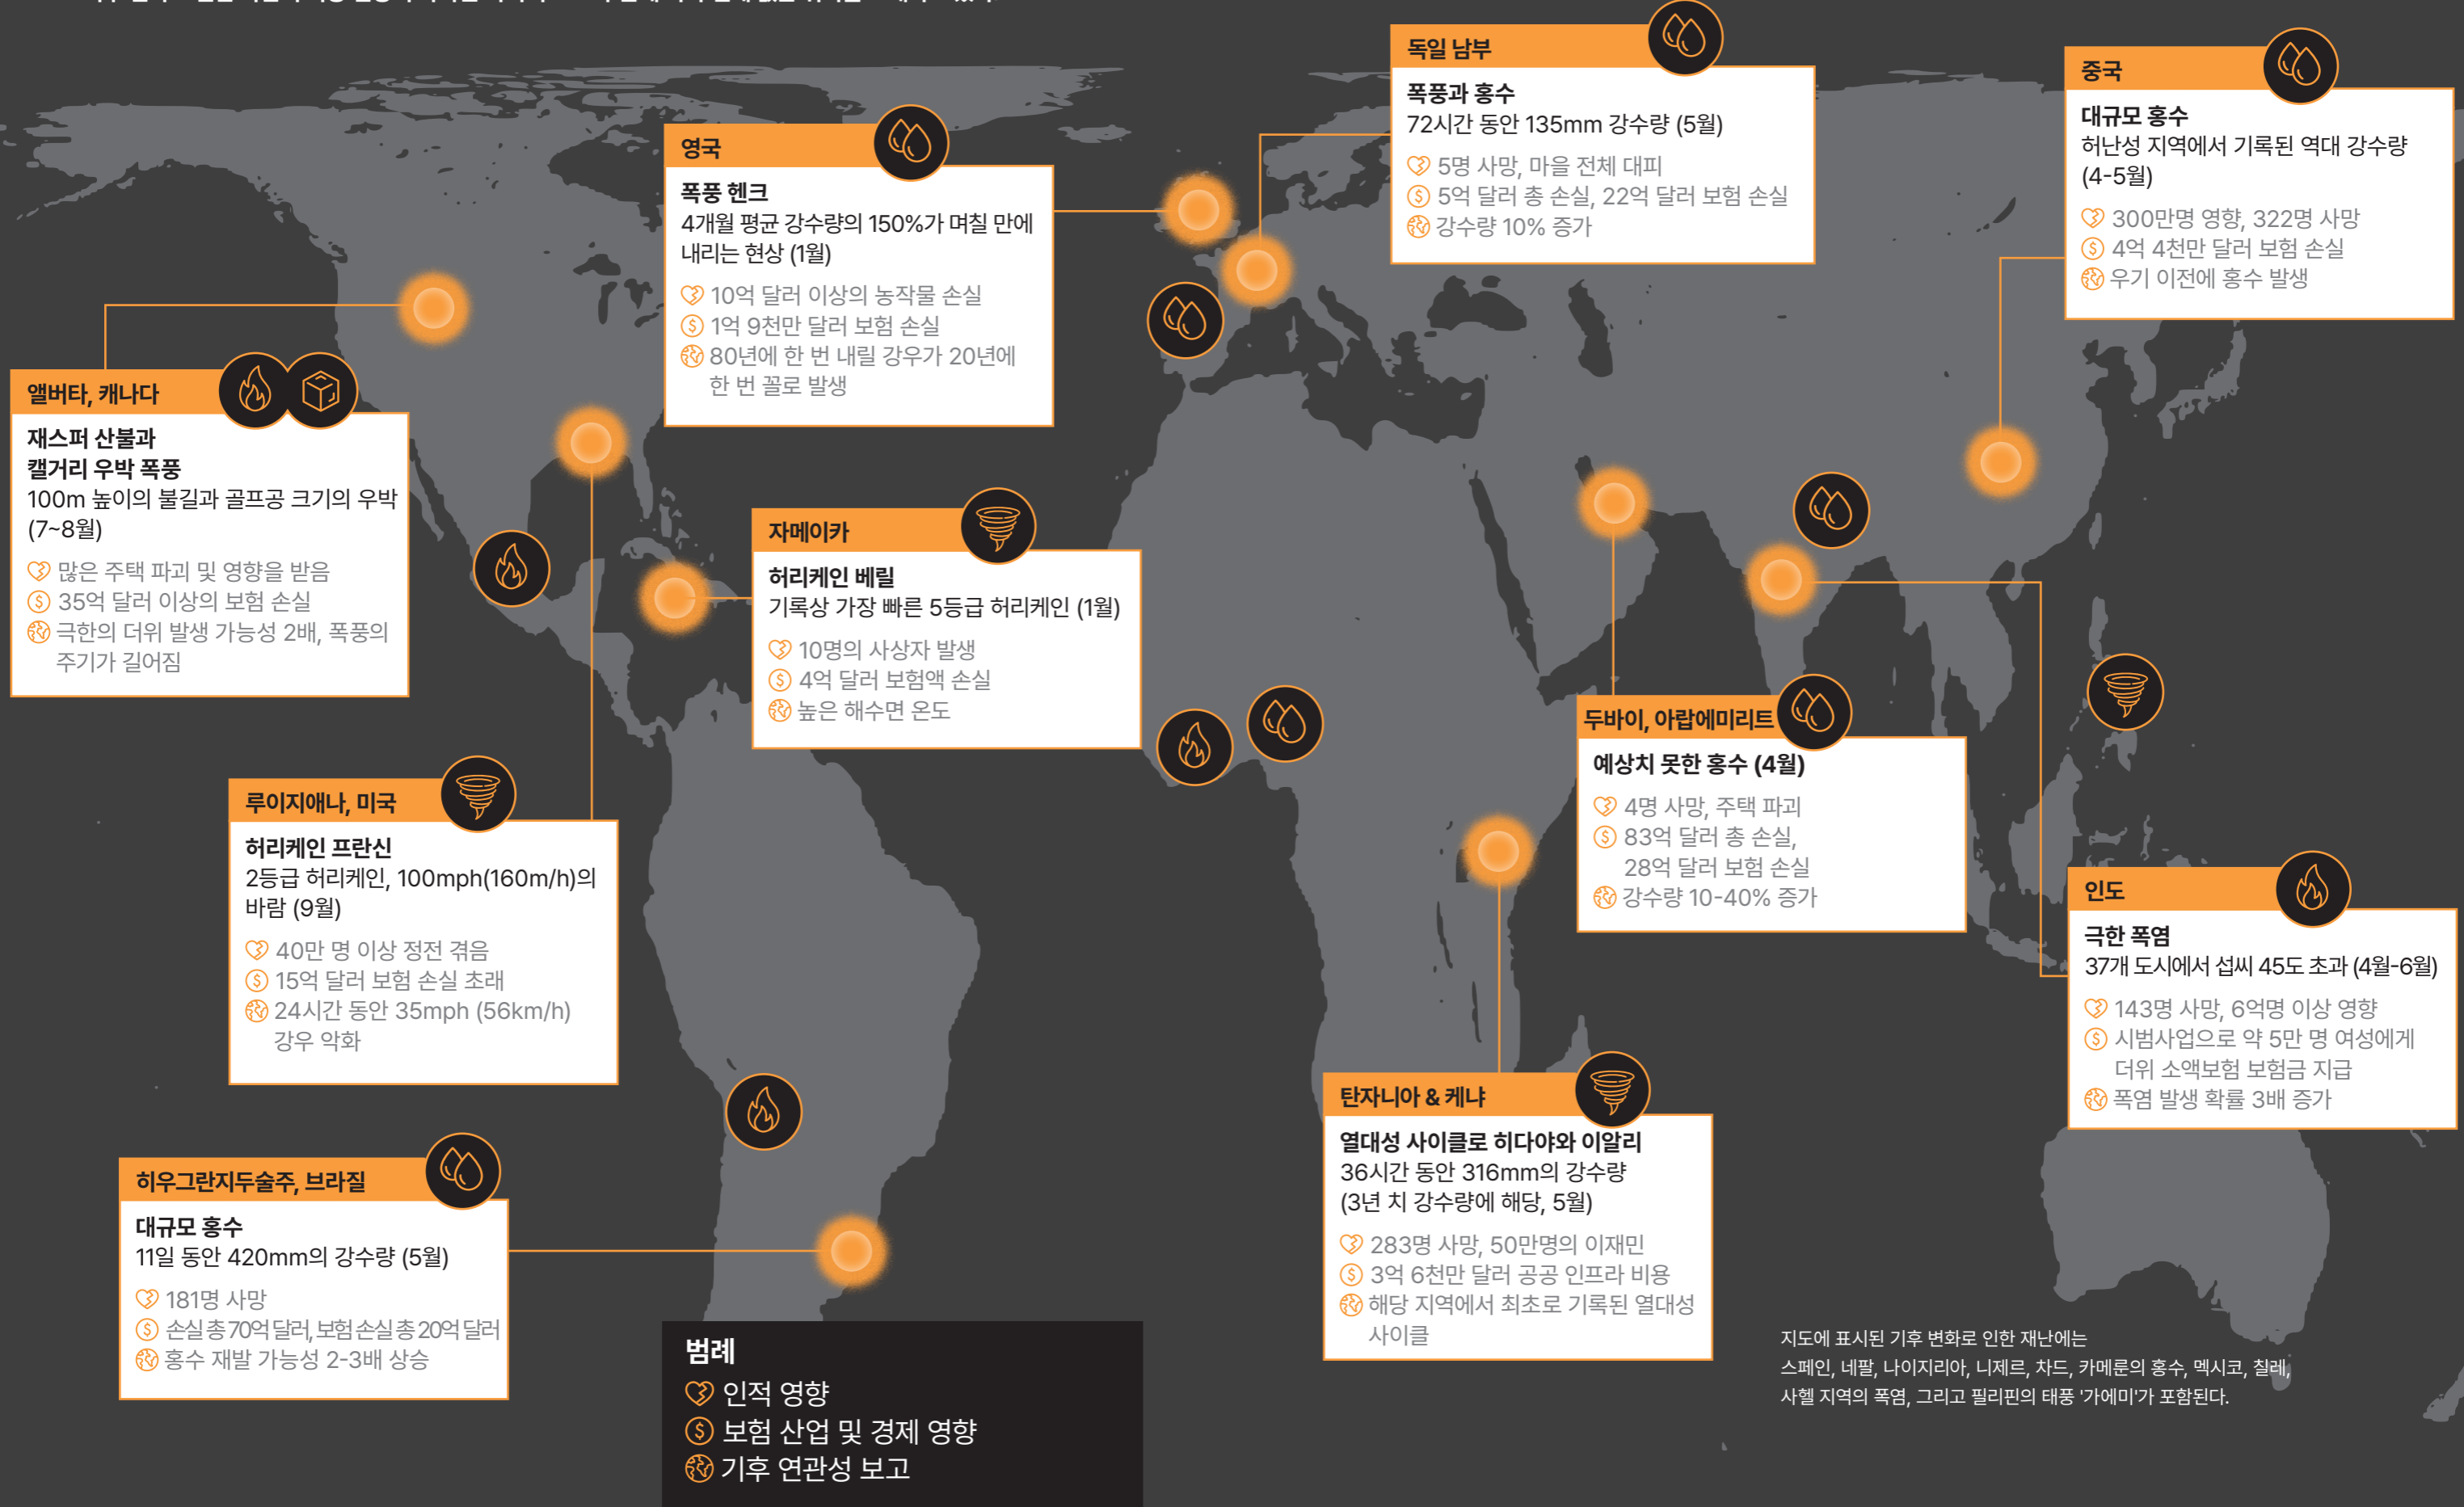 독일 남부
폭풍과 홍수
72시간 동안 135mm 강수량 (5월)
5명 사망, 마을 전체 대피
5억 달러 총 손실, 22억 달러 보험 손실
강수량 10% 증가
중국
대규모 홍수
허난성 지역에서 기록된 역대 강수량
(4-5월)
300만명 영향, 322명 사망
4억 4천만 달러 보험 손실
우기 이전에 홍수 발생
영국
폭풍 헨크
4개월 평균 강수량의 150%가 며칠 만에
내리는 현상 (1월)
10억 달러 이상의 농작물 손실
1억 9천만 달러 보험 손실
80년에 한 번 내릴 강우가 20년에
한 번 꼴로 발생
앨버타, 캐나다
재스퍼 산불과
캘거리 우박 폭풍
100m 높이의 불길과 골프공 크기의 우박
(7~8월)
많은 주택 파괴 및 영향을 받음
35억 달러 이상의 보험 손실
극한의 더위 발생 가능성 2배, 폭풍의
주기가 길어짐
자메이카
허리케인 베릴
기록상 가장 빠른 5등급 허리케인 (1월)
10명의 사상자 발생
4억 달러 보험액 손실
높은 해수면 온도
두바이, 아랍에미리트
예상치 못한 홍수 (4월)
4명 사망, 주택 파괴
83억 달러 총 손실,
28억 달러 보험 손실
강수량 10-40% 증가
루이지애나, 미국
허리케인 프란신
2등급 허리케인, 100mph(160m/h)의
바람 (9월)
40만 명 이상 정전 겪음
15억 달러 보험 손실 초래
24시간 동안 35mph (56km/h)
강우 악화
인도
극한 폭염
37개 도시에서 섭씨 45도 초과 (4월-6월)
143명 사망, 6억명 이상 영향
시범사업으로 약 5만 명 여성에게
더위 소액보험 보험금 지급
폭염 발생 확률 3배 증가
탄자니아 & 케냐
열대성 사이클로 히다야와 이알리
36시간 동안 316mm의 강수량
(3년 치 강수량에 해당, 5월)
283명 사망, 50만명의 이재민
3억 6천만 달러 공공 인프라 비용
해당 지역에서 최초로 기록된 열대성
사이클
히우그란지두술주, 브라질
대규모 홍수
11일 동안 420mm의 강수량 (5월)
181명 사망
손실 총 70억 달러, 보험 손실 총 20억 달러
홍수 재발 가능성 2-3배 상승
범례
인적 영향
보험 산업 및 경제 영향
기후 연관성 보고
지도에 표시된 기후 변화로 인한 재난에는
스페인, 네팔, 나이지리아, 니제르, 차드, 카메룬의 홍수, 멕시코, 칠레,
사헬 지역의 폭염, 그리고 필리핀의 태풍 '가에미'가 포함된다.